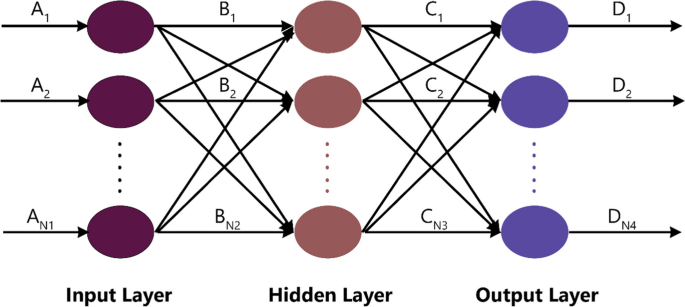 A1 B1 C1 D1
A2 B2 C2 D2
AN1 BN2 CN3 DN4
Input Layer Hidden Layer Output Layer